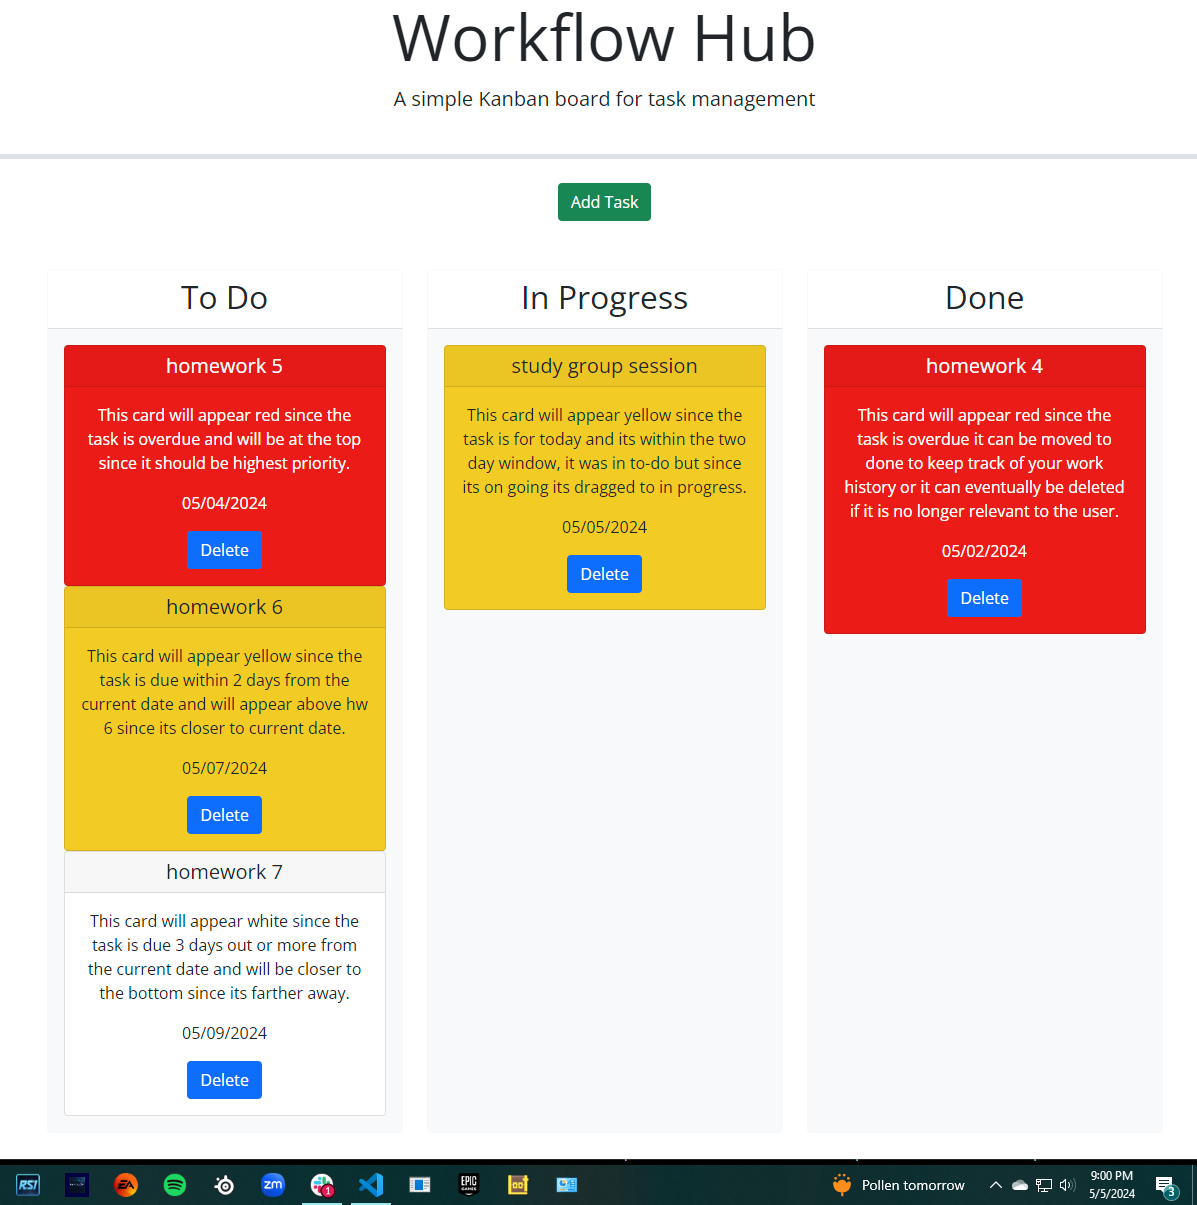 Workflow Hub
A simple Kanban board for task management
Add Task
To Do
homework 5
This card will appear red since the
task is overdue and will be at the top
since it should be highest priority.
05/04/2024
Delete
homework 6
This card will appear yellow since the
task is due within 2 days from the
current date and will appear above hw
6 since its closer to current date.
05/07/2024
Delete
homework 7
This card will appear white since the
task is due 3 days out or more from
the current date and will be closer to
the bottom since its farther away.
05/09/2024
Delete
In Progress
study group session
This card will appear yellow since the
task is for today and its within the two
day window, it was in to-do but since
its on going its dragged to in progress.
05/05/2024
Delete
Done
homework 4
This card will appear red since the
task is overdue it can be moved to
done to keep track of your work
history or it can eventually be deleted
if it is no longer relevant to the user.
05/02/2024
Delete
RSI
EA
zm
1
EPIC
GAMES
Pollen tomorrow
9:00 PM
5/5/2024
3